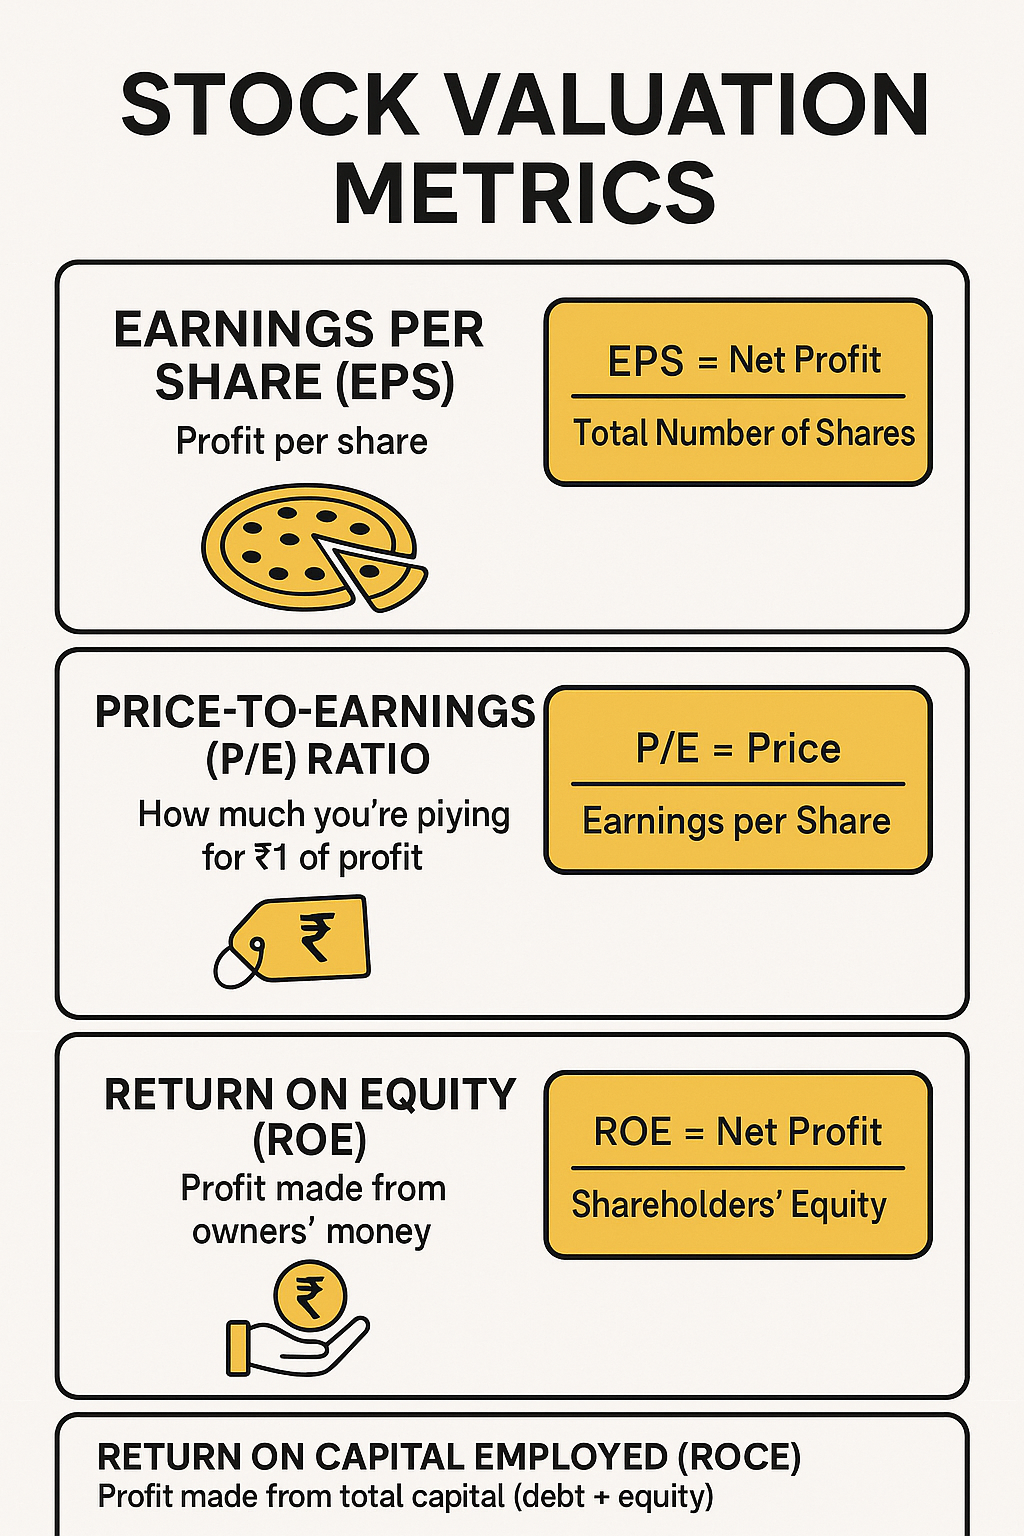 STOCK VALUATION
METRICS
EARNINGS PER
SHARE (EPS)
Profit per share
EPS = Net Profit
Total Number of Shares
PRICE-TO-EARNINGS
(P/E) RATIO
How much you’re piying
for ₹1 of profit
₹
P/E = Price
Earnings per Share
RETURN ON EQUITY
(ROE)
Profit made from
owners’ money
₹
ROE = Net Profit
Shareholders’ Equity
RETURN ON CAPITAL EMPLOYED (ROCE)
Profit made from total capital (debt + equity)